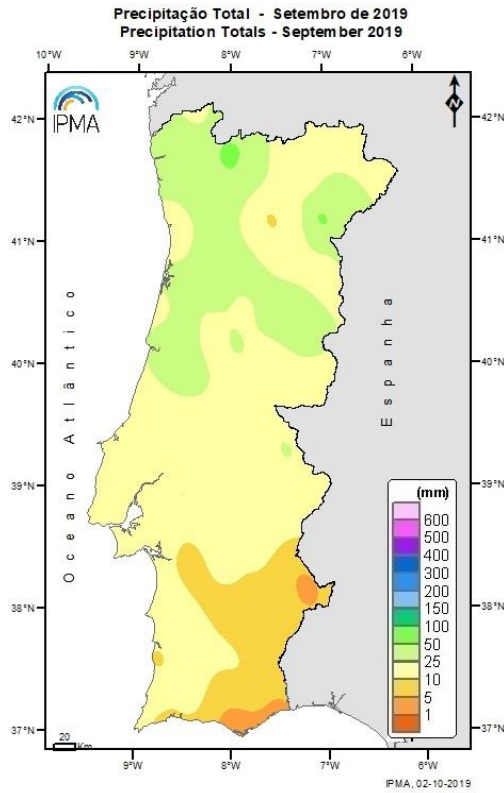 Precipitação Total - Setembro de 2019
Precipitation Totals - September 2019
10°W 9°W 8°W 7°W 6°W
IPMA
N
42°N 42°N
41°N 41°N
40°N 40°N
39°N 39°N
38°N 38°N
37°N 37°N
Oceano Atlântico
Espanha
(mm)
600
500
400
300
200
150
100
50
25
10
5
1
20
Km
9°W 8°W 7°W 6°W
IPMA, 02-10-2019